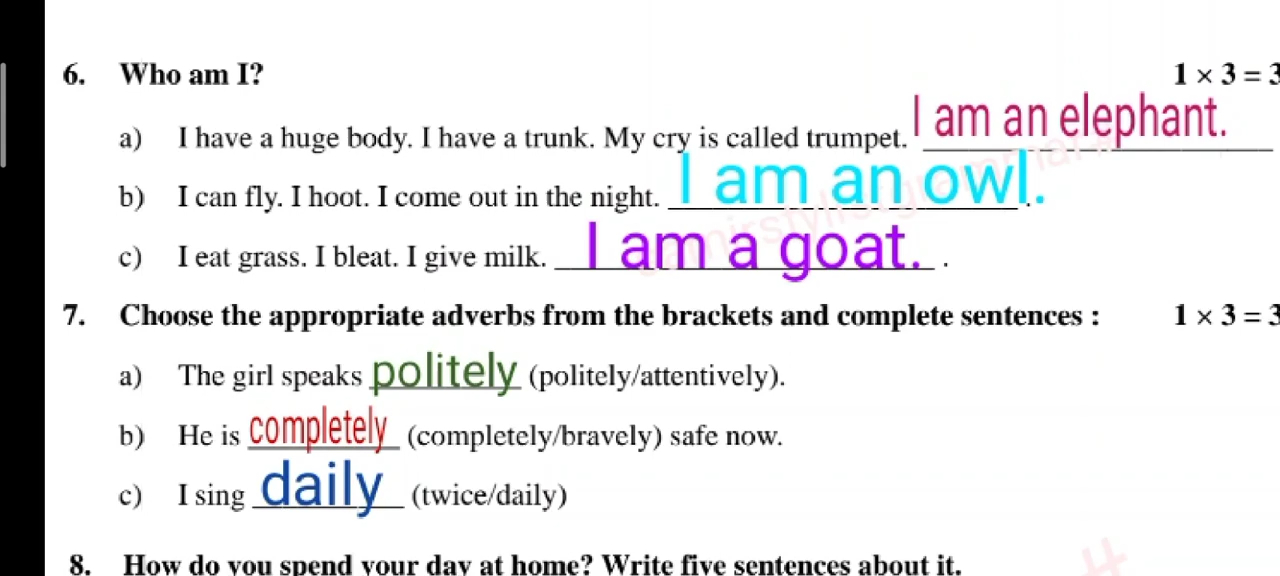 6. Who am I? 1 × 3 = 3
a) I have a huge body. I have a trunk. My cry is called trumpet. I am an elephant.
b) I can fly. I hoot. I come out in the night. I am an owl. .
c) I eat grass. I bleat. I give milk. I am a goat. .
7. Choose the appropriate adverbs from the brackets and complete sentences : 1 × 3 = 3
a) The girl speaks politely (politely/attentively).
b) He is completely (completely/bravely) safe now.
c) I sing daily (twice/daily)
8. How do you spend your day at home? Write five sentences about it.